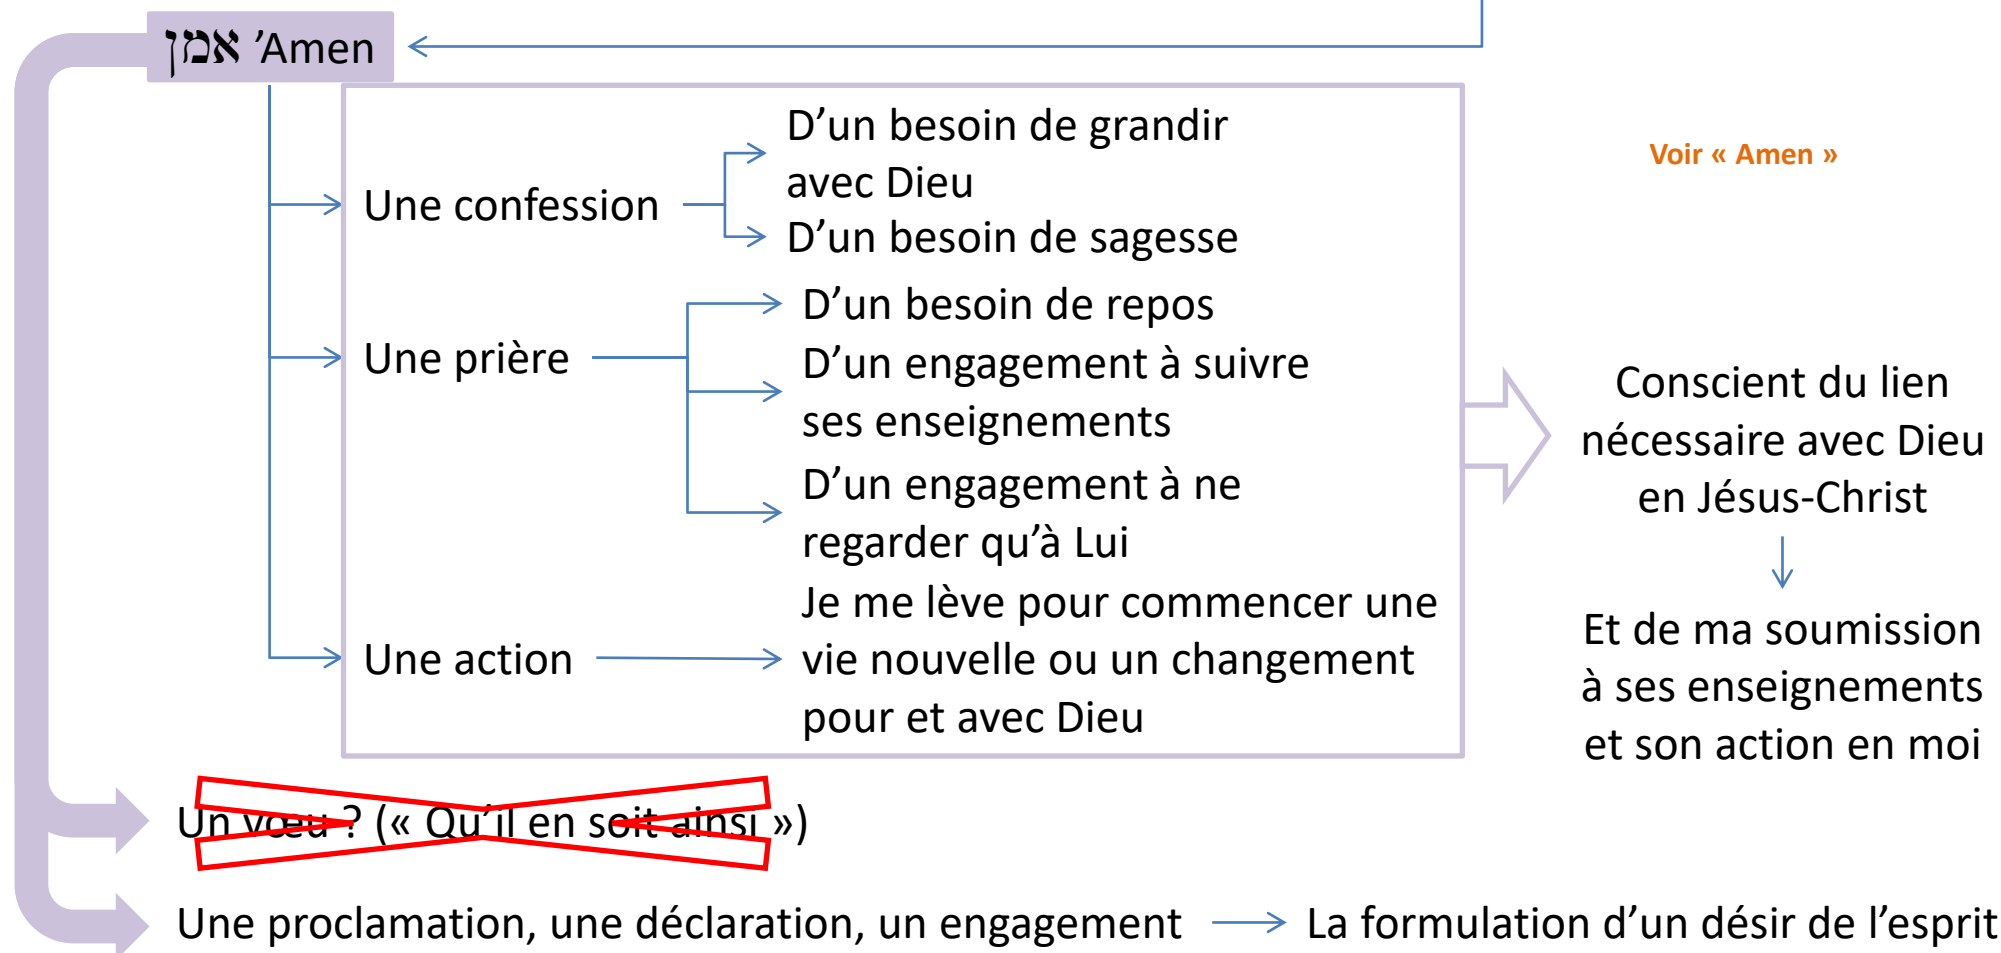 אמן ’Amen
D’un besoin de grandir
avec Dieu
Voir « Amen »
Une confession
D’un besoin de sagesse
D’un besoin de repos
Une prière
D’un engagement à suivre
ses enseignements
D’un engagement à ne
regarder qu’à Lui
Je me lève pour commencer une
Une action
vie nouvelle ou un changement
pour et avec Dieu
Conscient du lien
nécessaire avec Dieu
en Jésus-Christ
Et de ma soumission
à ses enseignements
et son action en moi
Un vœu ? (« Qu’il en soit ainsi »)
Une proclamation, une déclaration, un engagement
La formulation d’un désir de l’esprit